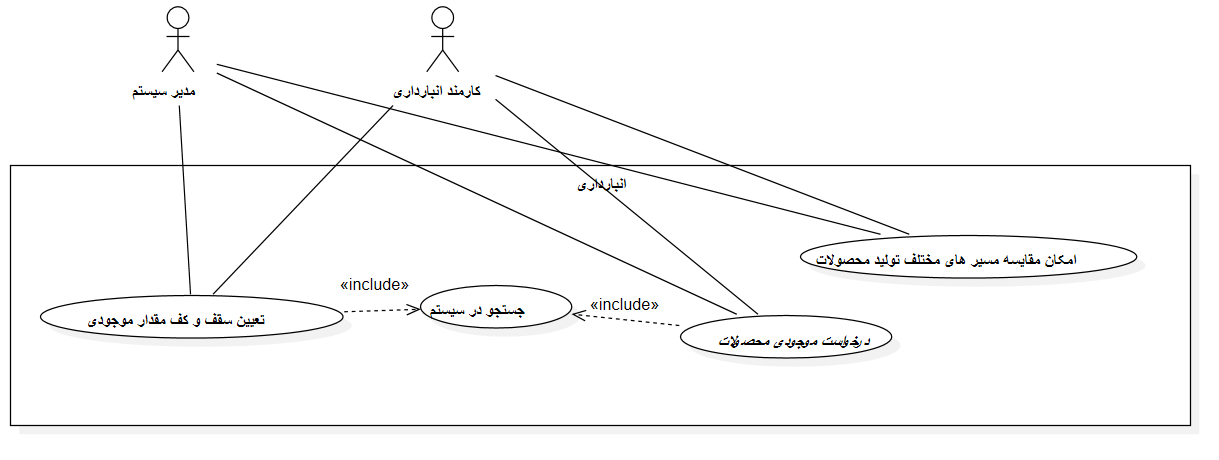 مدیر سیستم
کارمند انبارداری
انبارداری
امکان مقایسه مسیر های مختلف تولید محصولات
«include»
«include»
جستجو در سیستم
تعیین سقف و کف مقدار موجودی
درخواست موجودی محصولات